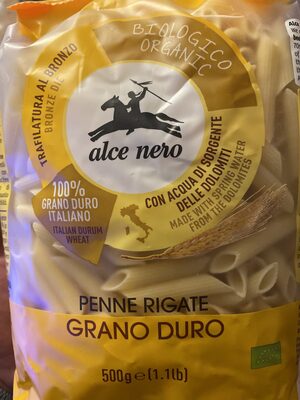 BIOLOGICO
ORGANIC
TRAFILATURA AL BRONZO
BRONZE DIE
alce nero
100%
GRANO DURO
ITALIANO
ITALIAN DURUM
WHEAT
CON ACQUA DI SORGENTE
DELLE DOLOMITI
MADE WITH SPRING WATER
FROM THE DOLOMITES
PENNE RIGATE
GRANO DURO
500g e (1.1lb)